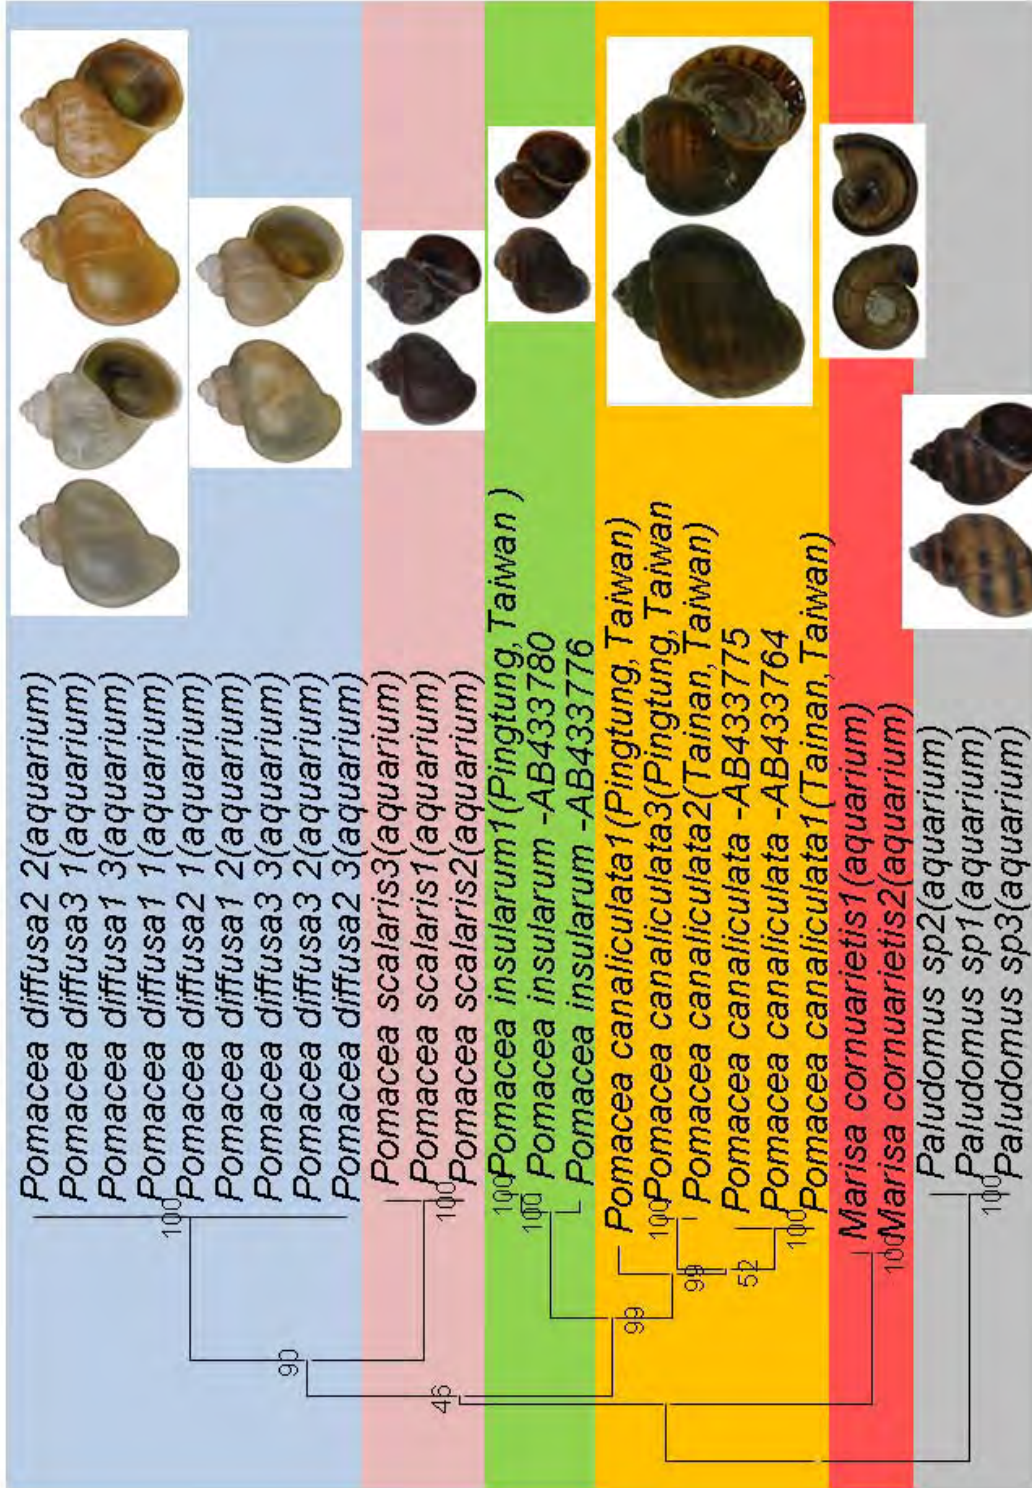 Pomacea diffusa2 2(aquarium)
Pomacea diffusa3 1(aquarium)
Pomacea diffusa1 3(aquarium)
Pomacea diffusa1 1(aquarium)
Pomacea diffusa2 1(aquarium)
Pomacea diffusa1 2(aquarium)
Pomacea diffusa3 3(aquarium)
Pomacea diffusa3 2(aquarium)
Pomacea diffusa2 3(aquarium)
Pomacea scalaris3(aquarium)
Pomacea scalaris1(aquarium)
Pomacea scalaris2(aquarium)
Pomacea insularum1(Pingtung,Taiwan )
Pomacea insularum -AB433780
Pomacea insularum -AB433776
Pomacea canaliculata1(Pingtung,Taiwan)
Pomacea canaliculata3(Pingtung,Taiwan
Pomacea canaliculata2(Tainan,Taiwan)
Pomacea canaliculata -AB433775
Pomacea canaliculata -AB433764
Pomacea canaliculata1(Tainan,Taiwan)
Marisa cornuarietis1(aquarium)
Marisa cornuarietis2(aquarium)
Paludomus sp2(aquarium)
Paludomus sp1(aquarium)
Paludomus sp3(aquarium)
100
100
100
100
100
100
100
100
99
52
99
90
46